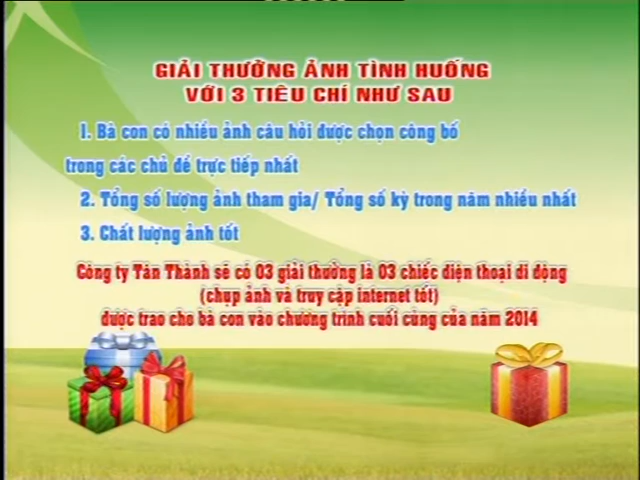 GIẢI THƯỞNG ẢNH TÌNH HUỐNG
VỚI 3 TIÊU CHÍ NHƯ SAU
1. Bà con có nhiều ảnh câu hỏi được chọn công bố
trong các chủ đề trực tiếp nhất
2. Tổng số lượng ảnh tham gia/ Tổng số kỳ trong năm nhiều nhất
3. Chất lượng ảnh tốt
Công ty Tân Thành sẽ có 03 giải thưởng là 03 chiếc điện thoại di động
(chụp ảnh và truy cập internet tốt)
được trao cho bà con vào chương trình cuối cùng của năm 2014